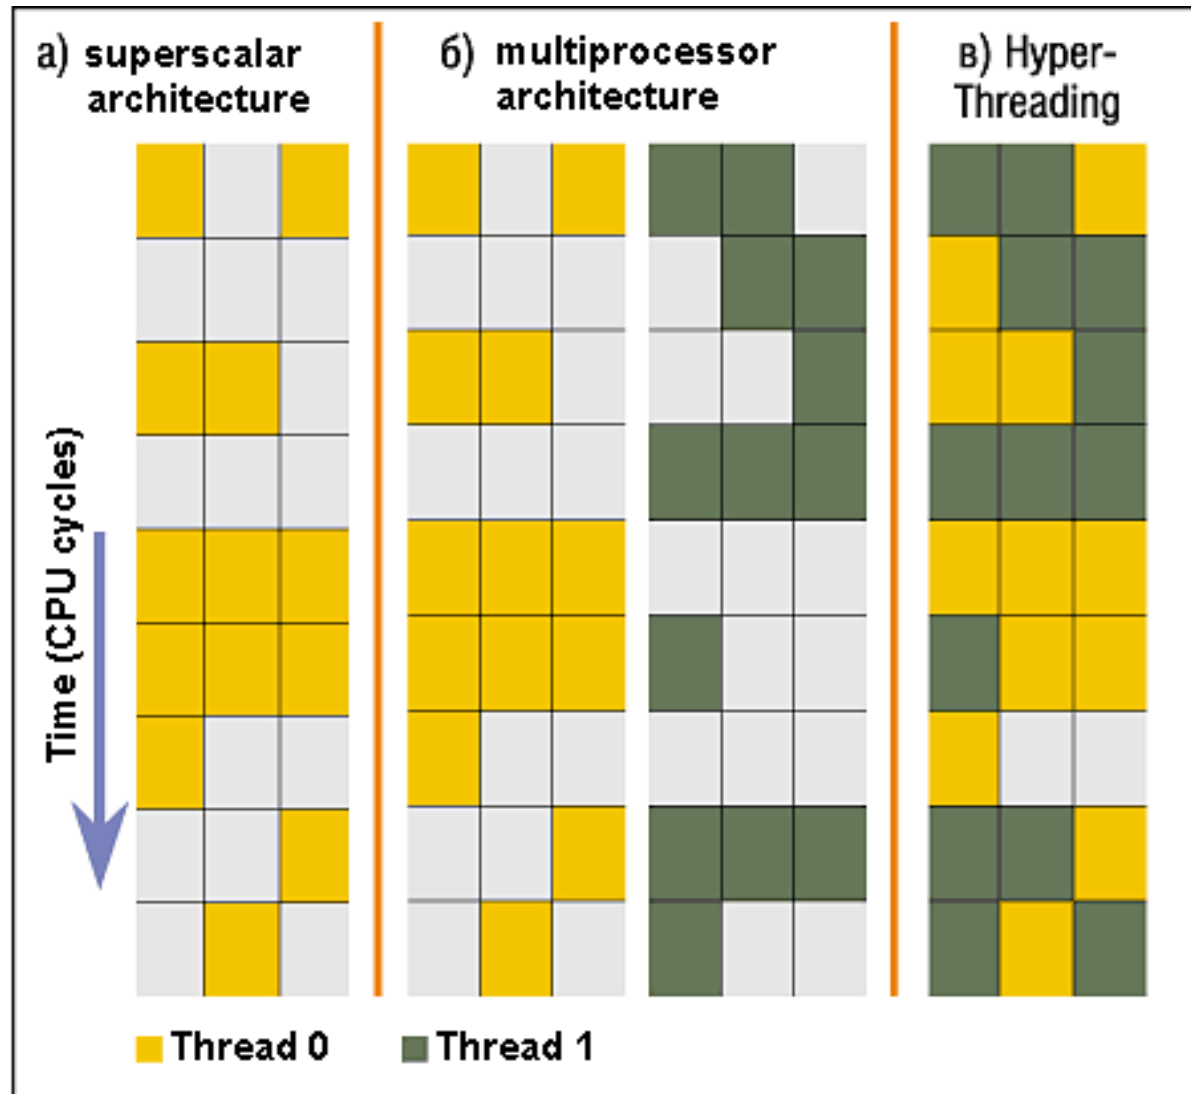 а) superscalar
architecture
б) multiprocessor
architecture
в) Hyper-
Threading
Time (CPU cycles)
Thread 0
Thread 1